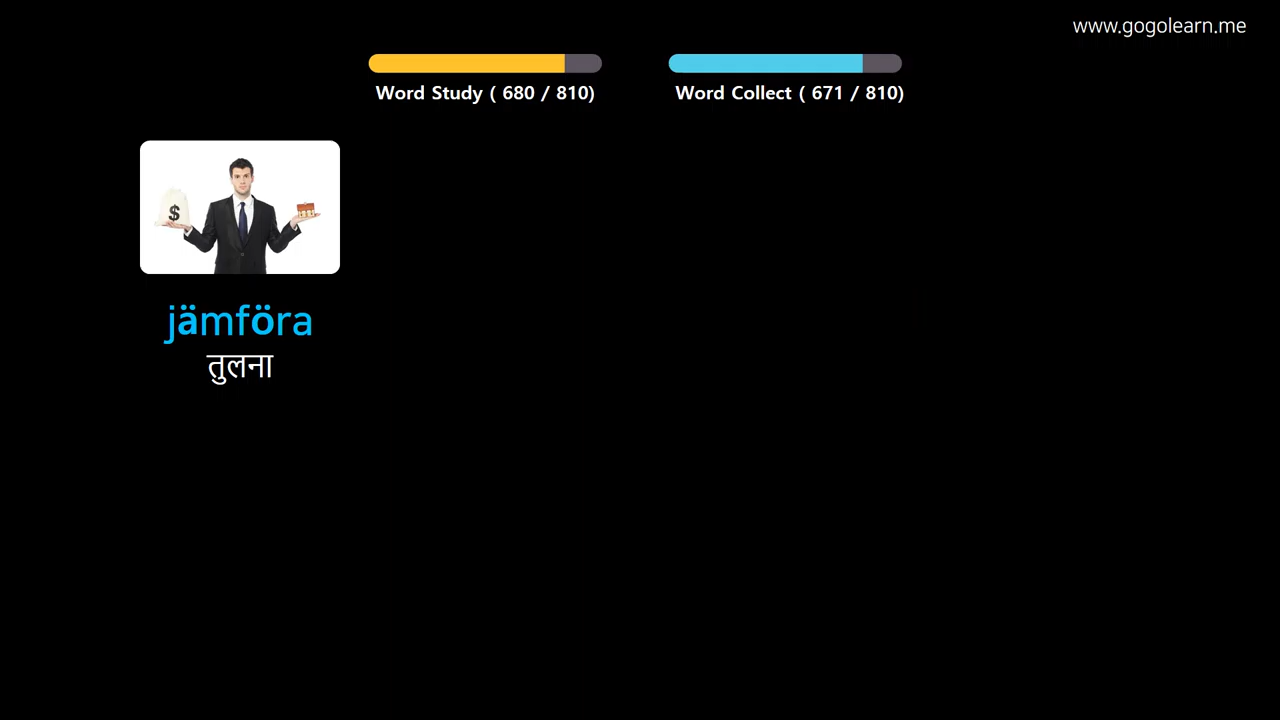 www.gogolearn.me
Word Study ( 680 / 810)
Word Collect ( 671 / 810)
$
jämföra
तुलना